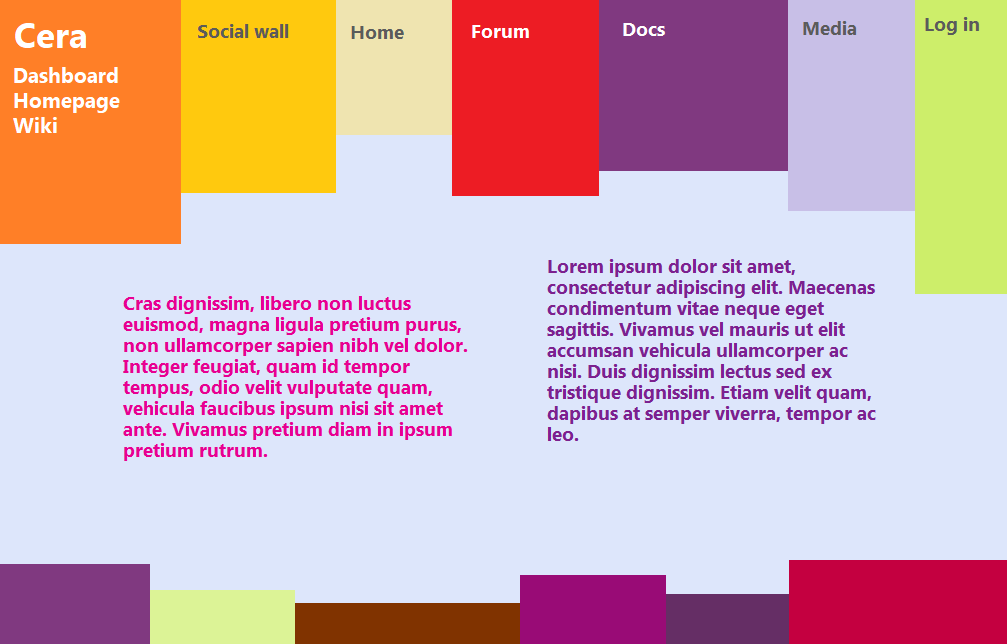 Cera
Dashboard
Homepage
Wiki
Social wall
Home
Forum
Docs
Media
Log in
Cras dignissim, libero non luctus
euismod, magna ligula pretium purus,
non ullamcorper sapien nibh vel dolor.
Integer feugiat, quam id tempor
tempus, odio velit vulputate quam,
vehicula faucibus ipsum nisi sit amet
ante. Vivamus pretium diam in ipsum
pretium rutrum.
Lorem ipsum dolor sit amet,
consectetur adipiscing elit. Maecenas
condimentum vitae neque eget
sagittis. Vivamus vel mauris ut elit
accumsan vehicula ullamcorper ac
nisi. Duis dignissim lectus sed ex
tristique dignissim. Etiam velit quam,
dapibus at semper viverra, tempor ac
leo.